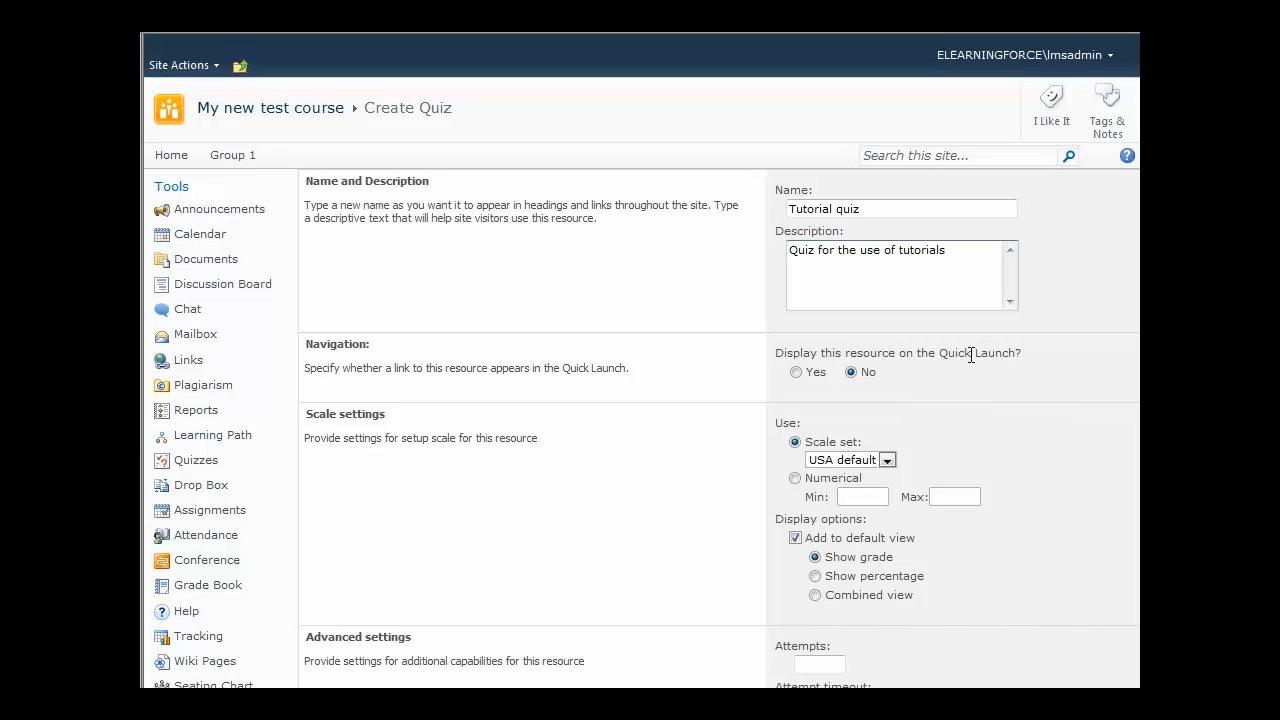 ELEARNINGFORCE\lmsadmin
Site Actions
My new test course ▸ Create Quiz
I Like It
Tags & Notes
Home
Group 1
Search this site...
Tools
Announcements
Calendar
Documents
Discussion Board
Chat
Mailbox
Links
Plagiarism
Reports
Learning Path
Quizzes
Drop Box
Assignments
Attendance
Conference
Grade Book
Help
Tracking
Wiki Pages
Seating Chart
Name and Description
Type a new name as you want it to appear in headings and links throughout the site. Type
a descriptive text that will help site visitors use this resource.
Name:
Tutorial quiz
Description:
Quiz for the use of tutorials
Navigation:
Specify whether a link to this resource appears in the Quick Launch.
Display this resource on the Quick Launch?
Yes
No
Scale settings
Provide settings for setup scale for this resource
Use:
Scale set:
USA default
Numerical
Min:
Max:
Display options:
Add to default view
Show grade
Show percentage
Combined view
Advanced settings
Provide settings for additional capabilities for this resource
Attempts:
Attempt timeout: